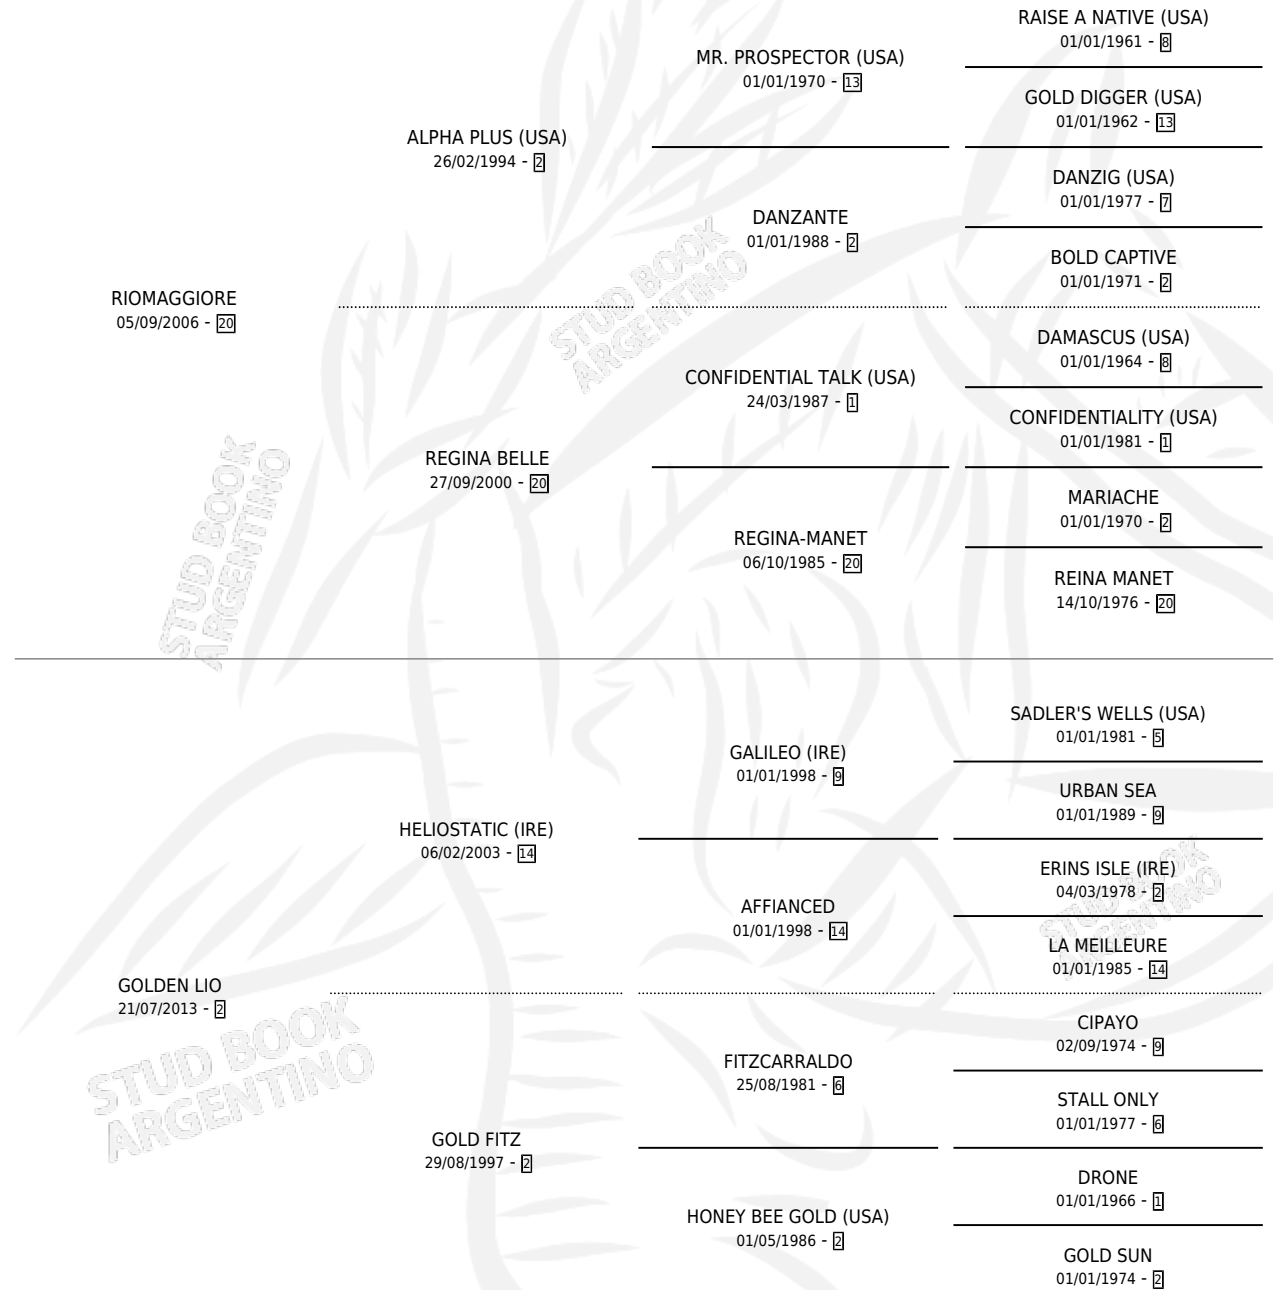 RAISE A NATIVE (USA)
01/01/1961 - 8
MR. PROSPECTOR (USA)
01/01/1970 - 13
GOLD DIGGER (USA)
01/01/1962 - 13
ALPHA PLUS (USA)
26/02/1994 - 2
DANZIG (USA)
01/01/1977 - 7
DANZANTE
01/01/1988 - 2
BOLD CAPTIVE
01/01/1971 - 2
RIOMAGGIORE
05/09/2006 - 20
DAMASCUS (USA)
01/01/1964 - 8
CONFIDENTIAL TALK (USA)
24/03/1987 - 1
CONFIDENTIALITY (USA)
01/01/1981 - 1
REGINA BELLE
27/09/2000 - 20
MARIACHE
01/01/1970 - 2
REGINA-MANET
06/10/1985 - 20
REINA MANET
14/10/1976 - 20
STUD BOOK
ARGENTINO
STUD BOOK
ARGENTINO
SADLER'S WELLS (USA)
01/01/1981 - 5
GALILEO (IRE)
01/01/1998 - 9
URBAN SEA
01/01/1989 - 9
HELIOSTATIC (IRE)
06/02/2003 - 14
ERINS ISLE (IRE)
04/03/1978 - 2
AFFIANCED
01/01/1998 - 14
LA MEILLEURE
01/01/1985 - 14
GOLDEN LIO
21/07/2013 - 2
CIPAYO
02/09/1974 - 9
FITZCARRALDO
25/08/1981 - 6
STALL ONLY
01/01/1977 - 6
GOLD FITZ
29/08/1997 - 2
DRONE
01/01/1966 - 1
HONEY BEE GOLD (USA)
01/05/1986 - 2
GOLD SUN
01/01/1974 - 2
STUD BOOK
ARGENTINO
STUD BOOK
ARGENTINO